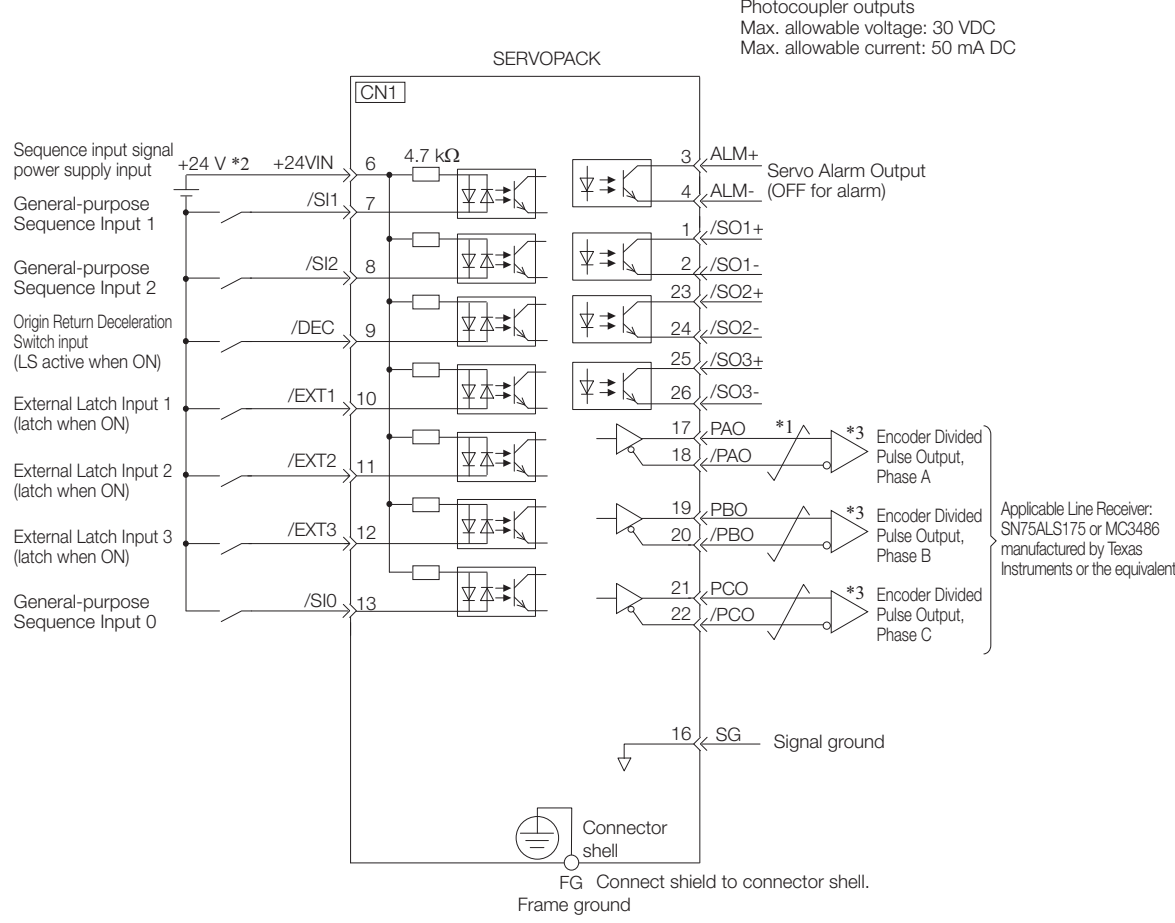 Photocoupler outputs
Max. allowable voltage: 30 VDC
Max. allowable current: 50 mA DC
SERVOPACK
CN1
Sequence input signal
power supply input
+24 V *2
+24VIN
6
4.7 kΩ
General-purpose
Sequence Input 1
/SI1
7
General-purpose
Sequence Input 2
/SI2
8
Origin Return Deceleration
Switch input
(LS active when ON)
/DEC
9
External Latch Input 1
(latch when ON)
/EXT1
10
External Latch Input 2
(latch when ON)
/EXT2
11
External Latch Input 3
(latch when ON)
/EXT3
12
General-purpose
Sequence Input 0
/SI0
13
3
ALM+
4
ALM-
Servo Alarm Output
(OFF for alarm)
1
/SO1+
2
/SO1-
23
/SO2+
24
/SO2-
25
/SO3+
26
/SO3-
17
PAO
18
/PAO
*1
*3
Encoder Divided
Pulse Output,
Phase A
19
PBO
20
/PBO
*3
Encoder Divided
Pulse Output,
Phase B
21
PCO
22
/PCO
*3
Encoder Divided
Pulse Output,
Phase C
Applicable Line Receiver:
SN75ALS175 or MC3486
manufactured by Texas
Instruments or the equivalent
16
SG
Signal ground
Connector
shell
FG
Connect shield to connector shell.
Frame ground